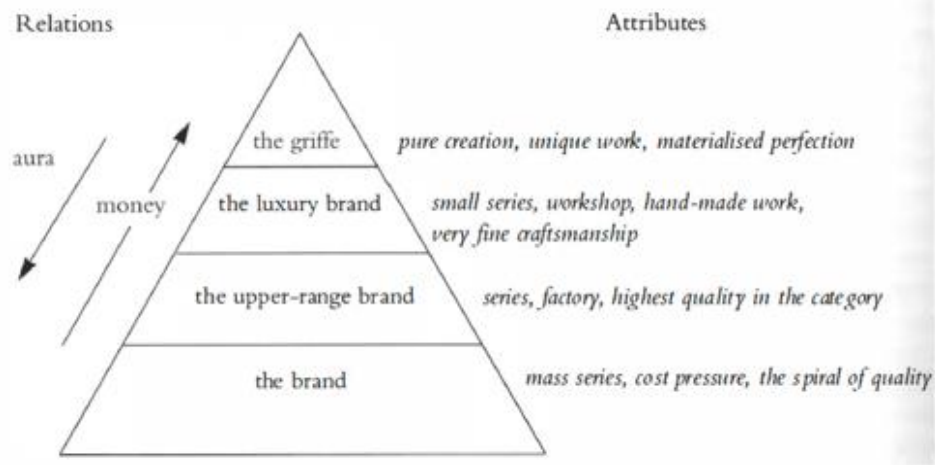 Relations
Attributes
the griffe
pure creation, unique work, materialised perfection
aura
money
the luxury brand
small series, workshop, hand-made work,
very fine craftsmanship
the upper-range brand
series, factory, highest quality in the category
the brand
mass series, cost pressure, the spiral of quality